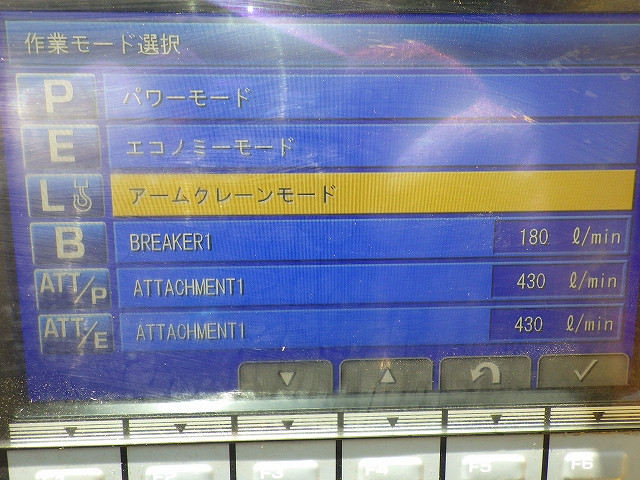 作業モード選択
P パワーモード
E エコノミーモード
L アームクレーンモード
B BREAKER1 180 ℓ/min
ATT/P ATTACHMENT1 430 ℓ/min
ATT/E ATTACHMENT1 430 ℓ/min
F2 F3 F4 F5 F6